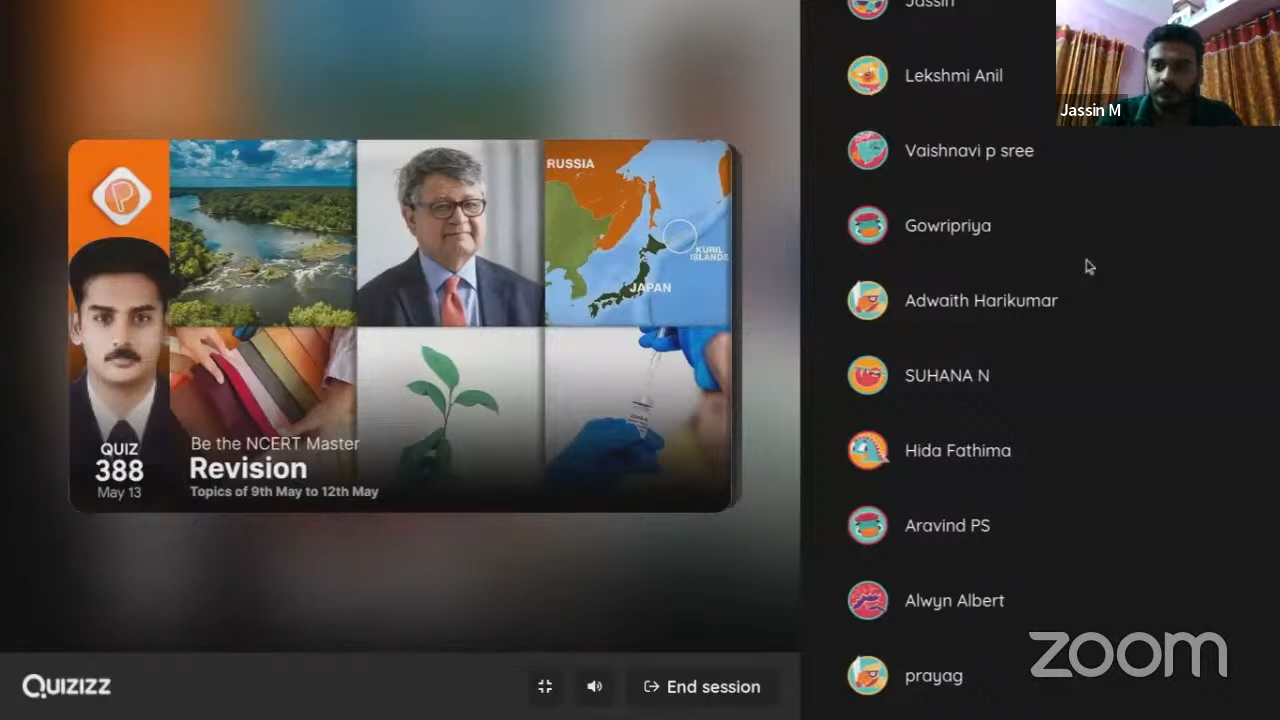 RUSSIA
KURIL
ISLANDS
JAPAN
QUIZ
388
May 13
Be the NCERT Master
Revision
Topics of 9th May to 12th May
QUIZIZZ
End session
Jassin
Lekshmi Anil
Vaishnavi p sree
Gowripriya
Adwaith Harikumar
SUHANA N
Hida Fathima
Aravind PS
Alwyn Albert
prayag
Jassin M
zoom